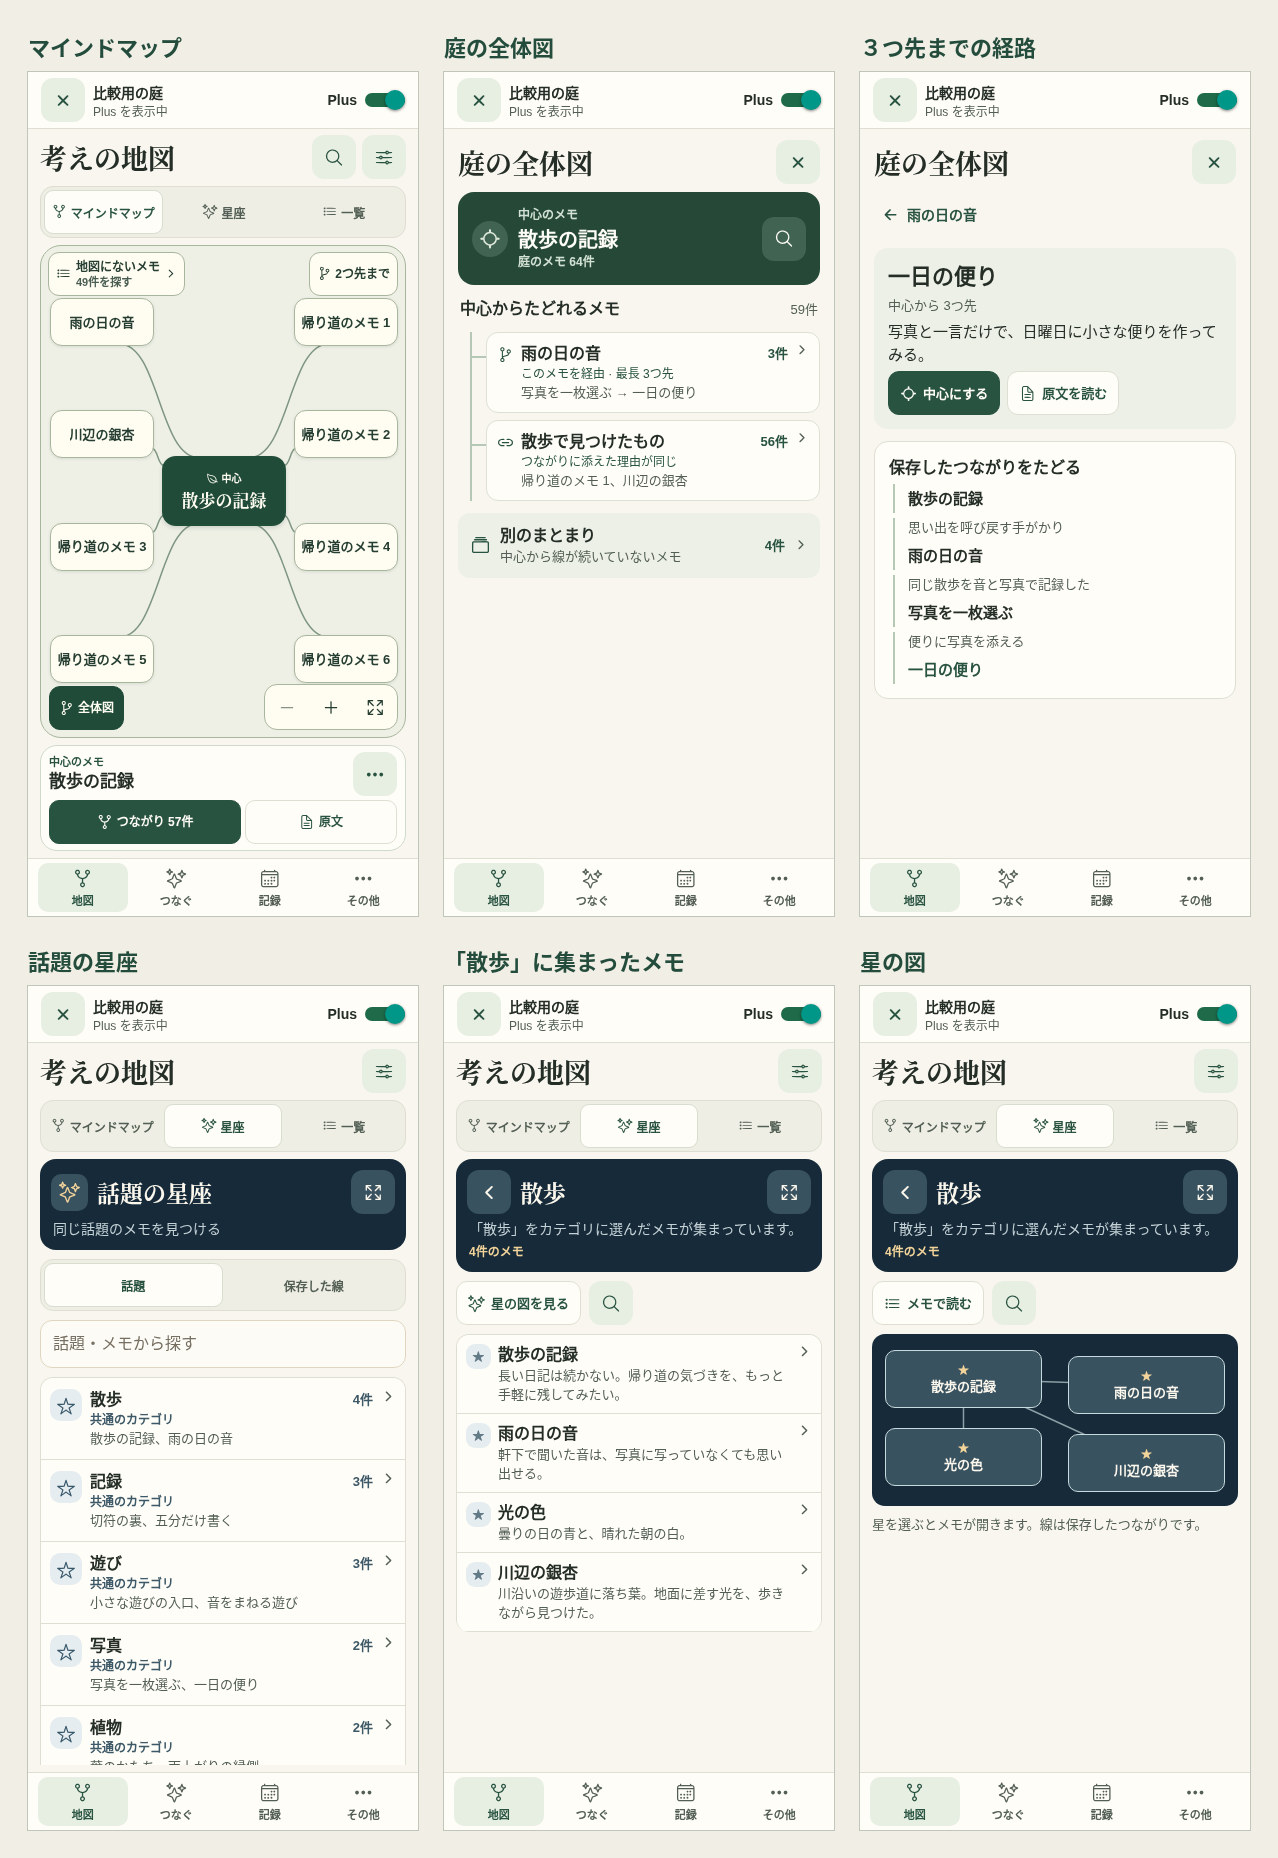 マインドマップ
比較用の庭
Plus を表示中
Plus
考えの地図
マインドマップ
星座
一覧
地図にないメモ
49件を探す
2つ先まで
雨の日の音
帰り道のメモ 1
川辺の銀杏
帰り道のメモ 2
中心
散歩の記録
帰り道のメモ 3
帰り道のメモ 4
帰り道のメモ 5
帰り道のメモ 6
全体図
中心のメモ
散歩の記録
つながり 57件
原文
地図
つなぐ
記録
その他
庭の全体図
比較用の庭
Plus を表示中
Plus
庭の全体図
中心のメモ
散歩の記録
庭のメモ 64件
中心からたどれるメモ
59件
雨の日の音
3件
このメモを経由 · 最長 3つ先
写真を一枚選ぶ → 一日の便り
散歩で見つけたもの
56件
つながりに添えた理由が同じ
帰り道のメモ 1、川辺の銀杏
別のまとまり
中心から線が続いていないメモ
4件
地図
つなぐ
記録
その他
３つ先までの経路
比較用の庭
Plus を表示中
Plus
庭の全体図
雨の日の音
一日の便り
中心から 3つ先
写真と一言だけで、日曜日に小さな便りを作って
みる。
中心にする
原文を読む
保存したつながりをたどる
散歩の記録
思い出を呼び戻す手がかり
雨の日の音
同じ散歩を音と写真で記録した
写真を一枚選ぶ
便りに写真を添える
一日の便り
地図
つなぐ
記録
その他
話題の星座
比較用の庭
Plus を表示中
Plus
考えの地図
マインドマップ
星座
一覧
話題の星座
同じ話題のメモを見つける
話題
保存した線
話題・メモから探す
散歩
4件
共通のカテゴリ
散歩の記録、雨の日の音
記録
3件
共通のカテゴリ
切符の裏、五分だけ書く
遊び
3件
共通のカテゴリ
小さな遊びの入口、音をまねる遊び
写真
2件
共通のカテゴリ
写真を一枚選ぶ、一日の便り
植物
2件
共通のカテゴリ
地図
つなぐ
記録
その他
「散歩」に集まったメモ
比較用の庭
Plus を表示中
Plus
考えの地図
マインドマップ
星座
一覧
散歩
「散歩」をカテゴリに選んだメモが集まっています。
4件のメモ
星の図を見る
散歩の記録
長い日記は続かない。帰り道の気づきを、もっと
手軽に残してみたい。
雨の日の音
軒下で聞いた音は、写真に写っていなくても思い
出せる。
光の色
曇りの日の青と、晴れた朝の白。
川辺の銀杏
川沿いの遊歩道に落ち葉。地面に差す光を、歩き
ながら見つけた。
地図
つなぐ
記録
その他
星の図
比較用の庭
Plus を表示中
Plus
考えの地図
マインドマップ
星座
一覧
散歩
「散歩」をカテゴリに選んだメモが集まっています。
4件のメモ
メモで読む
散歩の記録
雨の日の音
光の色
川辺の銀杏
星を選ぶとメモが開きます。線は保存したつながりです。
地図
つなぐ
記録
その他